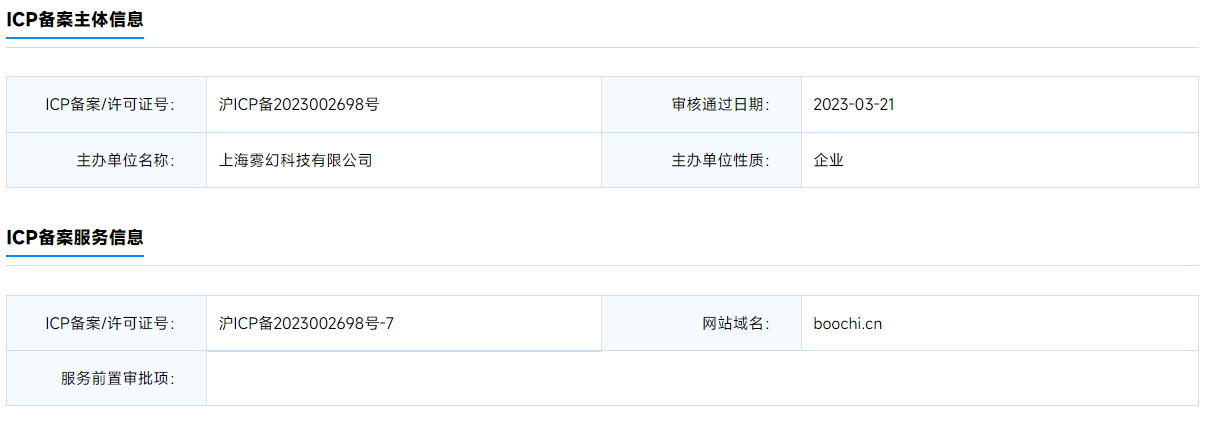 ICP备案主体信息
ICP备案/许可证号： 沪ICP备2023002698号 审核通过日期： 2023-03-21
主办单位名称： 上海雾幻科技有限公司 主办单位性质： 企业
ICP备案服务信息
ICP备案/许可证号： 沪ICP备2023002698号-7 网站域名： boochi.cn
服务前置审批项：